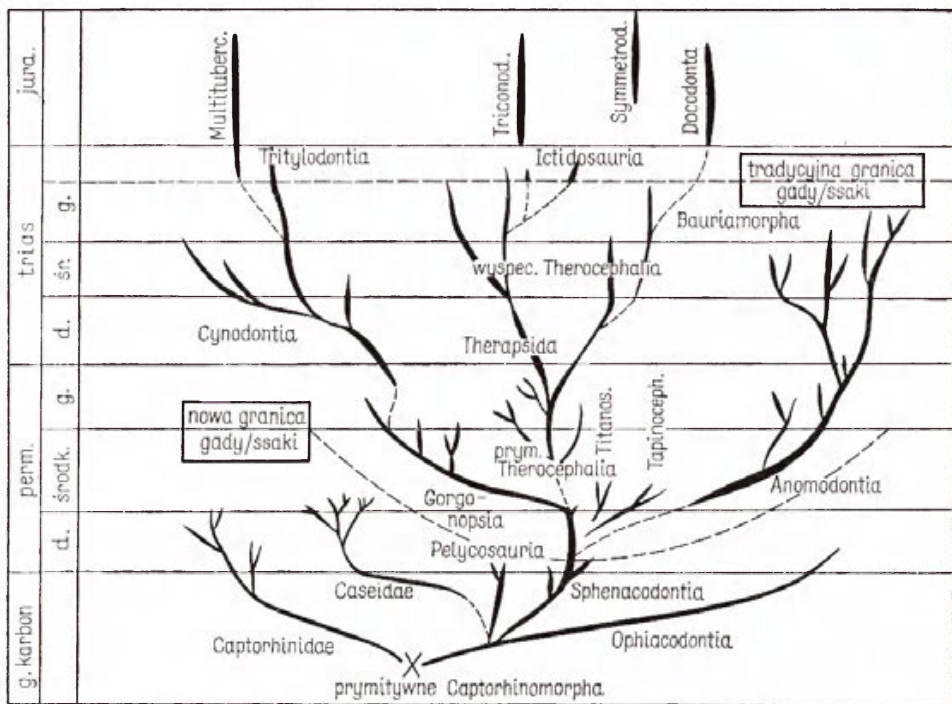 jura.
trias
g.
śr.
d.
perm.
g.
środk.
d.
g. karbon
Multituberc.
Triconod.
Symmetrod.
Docodonta
Tritylodontia
Ictidosauria
tradycyjna granica
gady/ssaki
Bauriamorpha
wyspec. Therocephalia
Cynodontia
Therapsida
nowa granica
gady/ssaki
prym.
Therocephalia
Titanos.
Tapinoceph.
Gorgo-
nopsia
Anomodontia
Pelycosauria
Caseidae
Sphenacodontia
Captorhinidae
Ophiacodontia
prymitywne Captorhinomorpha